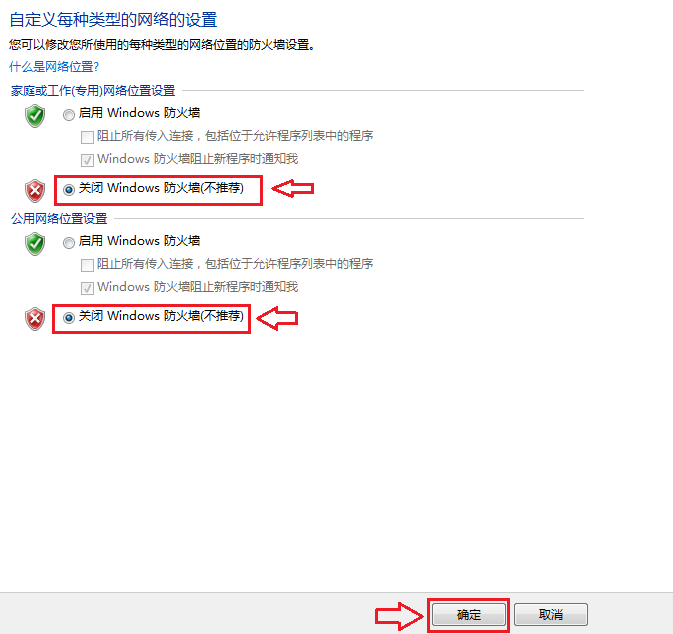 自定义每种类型的网络的设置
您可以修改您所使用的每种类型的网络位置的防火墙设置。
什么是网络位置?
家庭或工作(专用)网络位置设置
启用 Windows 防火墙
阻止所有传入连接，包括位于允许程序列表中的程序
Windows 防火墙阻止新程序时通知我
关闭 Windows 防火墙(不推荐)
公用网络位置设置
启用 Windows 防火墙
阻止所有传入连接，包括位于允许程序列表中的程序
Windows 防火墙阻止新程序时通知我
关闭 Windows 防火墙(不推荐)
确定 取消